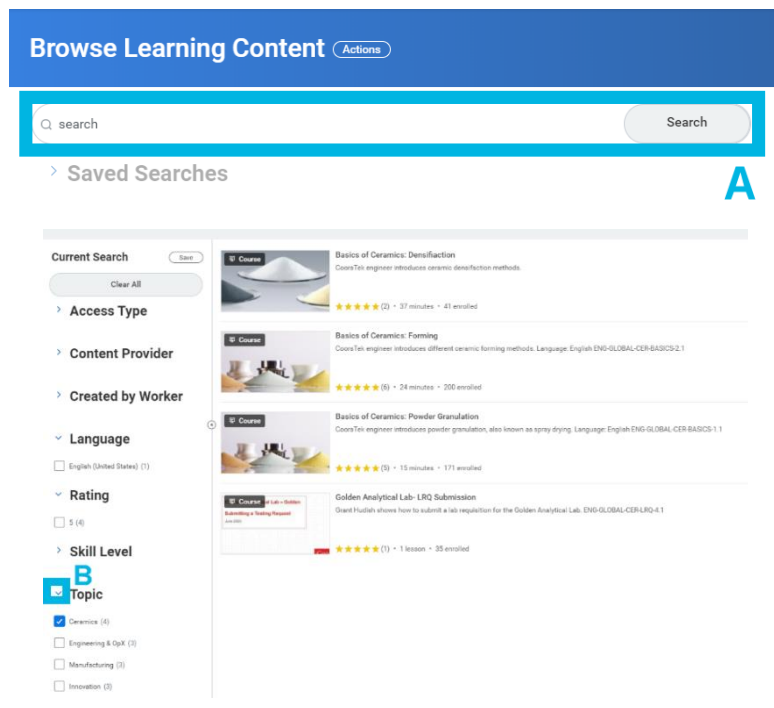 Browse Learning Content Actions
search Search
Saved Searches
A
Current Search Save
Clear All
Access Type
Content Provider
Created by Worker
Language
English (United States) (1)
Rating
5 (4)
Skill Level
B
Topic
Ceramics (4)
Engineering & OpX (3)
Manufacturing (3)
Innovation (3)
Course
Basics of Ceramics: Densifiaction
CoorsTek engineer introduces ceramic densifaction methods.
(2) • 37 minutes • 41 enrolled
Course
Basics of Ceramics: Forming
CoorsTek engineer introduces different ceramic forming methods. Language: English ENG-GLOBAL-CER-BASICS-2.1
(6) • 24 minutes • 200 enrolled
Course
Basics of Ceramics: Powder Granulation
CoorsTek engineer introduces powder granulation, also known as spray drying. Language: English ENG-GLOBAL-CER-BASICS-1.1
(5) • 15 minutes • 171 enrolled
Course
al Lab – Golden
Submitting a Testing Request
Golden Analytical Lab- LRQ Submission
Grant Hudish shows how to submit a lab requisition for the Golden Analytical Lab. ENG-GLOBAL-CER-LRQ-4.1
(1) • 1 lesson • 35 enrolled